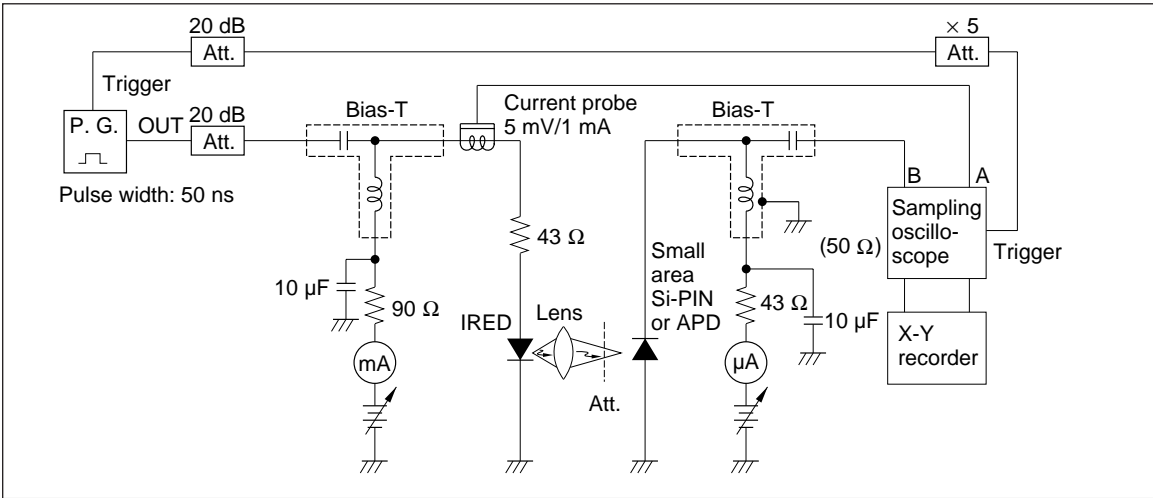 20 dB
Att.
× 5
Att.
Trigger
P. G.
OUT
20 dB
Att.
Pulse width: 50 ns
Bias-T
Current probe
5 mV/1 mA
Bias-T
B
A
Sampling
oscillo-
scope
(50 Ω)
Trigger
43 Ω
10 µF
90 Ω
mA
IRED
Lens
Att.
Small
area
Si-PIN
or APD
43 Ω
10 µF
µA
X-Y
recorder